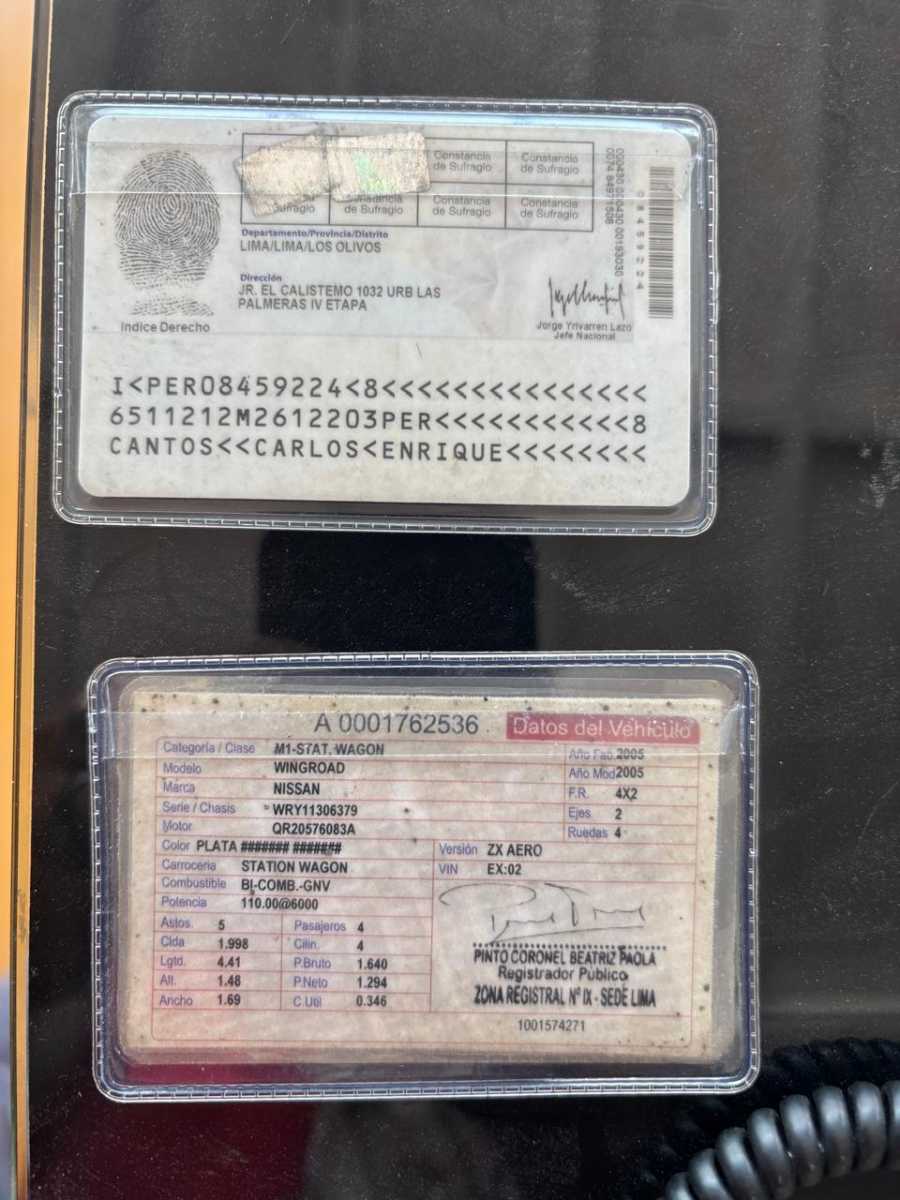 Constancia de Sufragio
Constancia de Sufragio
Sufragio
Constancia de Sufragio
Constancia de Sufragio
Constancia de Sufragio
Departamento/Provincia/Distrito
LIMA/LIMA/LOS OLIVOS
Dirección
JR. EL CALISTEMO 1032 URB LAS
PALMERAS IV ETAPA
Indice Derecho
Jorge Yrivarren Lazo
Jefe Nacional
I<PER08459224<8<<<<<<<<<<<<<<<
6511212M2612203PER<<<<<<<<<<<8
CANTOS<<CARLOS<ENRIQUE<<<<<<<<
A 0001762536 Datos del Vehículo
Categoría / Clase M1-STAT. WAGON Año Fab. 2005
Modelo WINGROAD Año Mod 2005
Marca NISSAN F.R. 4X2
Serie / Chasis WRY11306379 Ejes 2
Motor QR20576083A Ruedas 4
Color PLATA ####### ####### Versión ZX AERO
Carrocería STATION WAGON VIN EX:02
Combustible BI-COMB.-GNV
Potencia 110.00@6000
Astos. 5 Pasajeros 4
Clda 1.998 Cilin. 4
Lgtd. 4.41 P.Bruto 1.640
Alt. 1.48 P.Neto 1.294
Ancho 1.69 C.Util 0.346
PINTO CORONEL BEATRIZ PAOLA
Registrador Público
ZONA REGISTRAL Nº IX - SEDE LIMA
1001574271